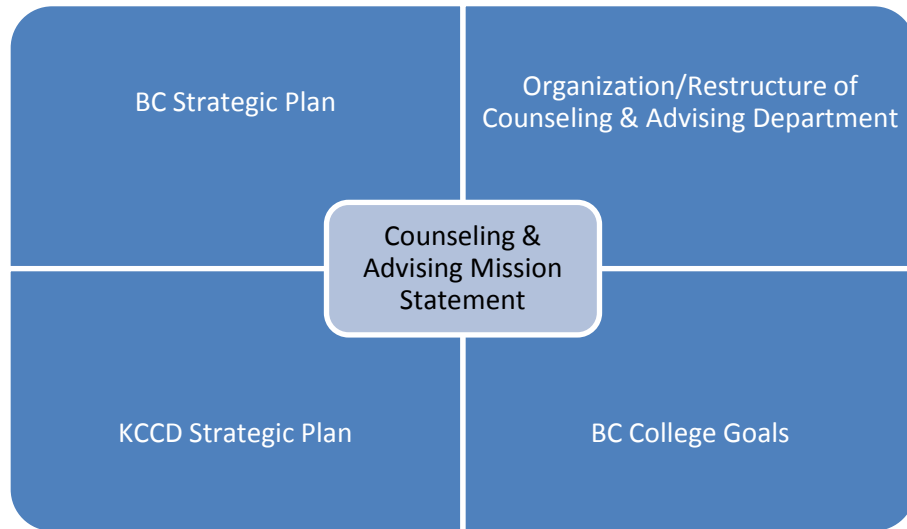 BC Strategic Plan
Organization/Restructure of
Counseling & Advising Department
Counseling &
Advising Mission
Statement
KCCD Strategic Plan
BC College Goals